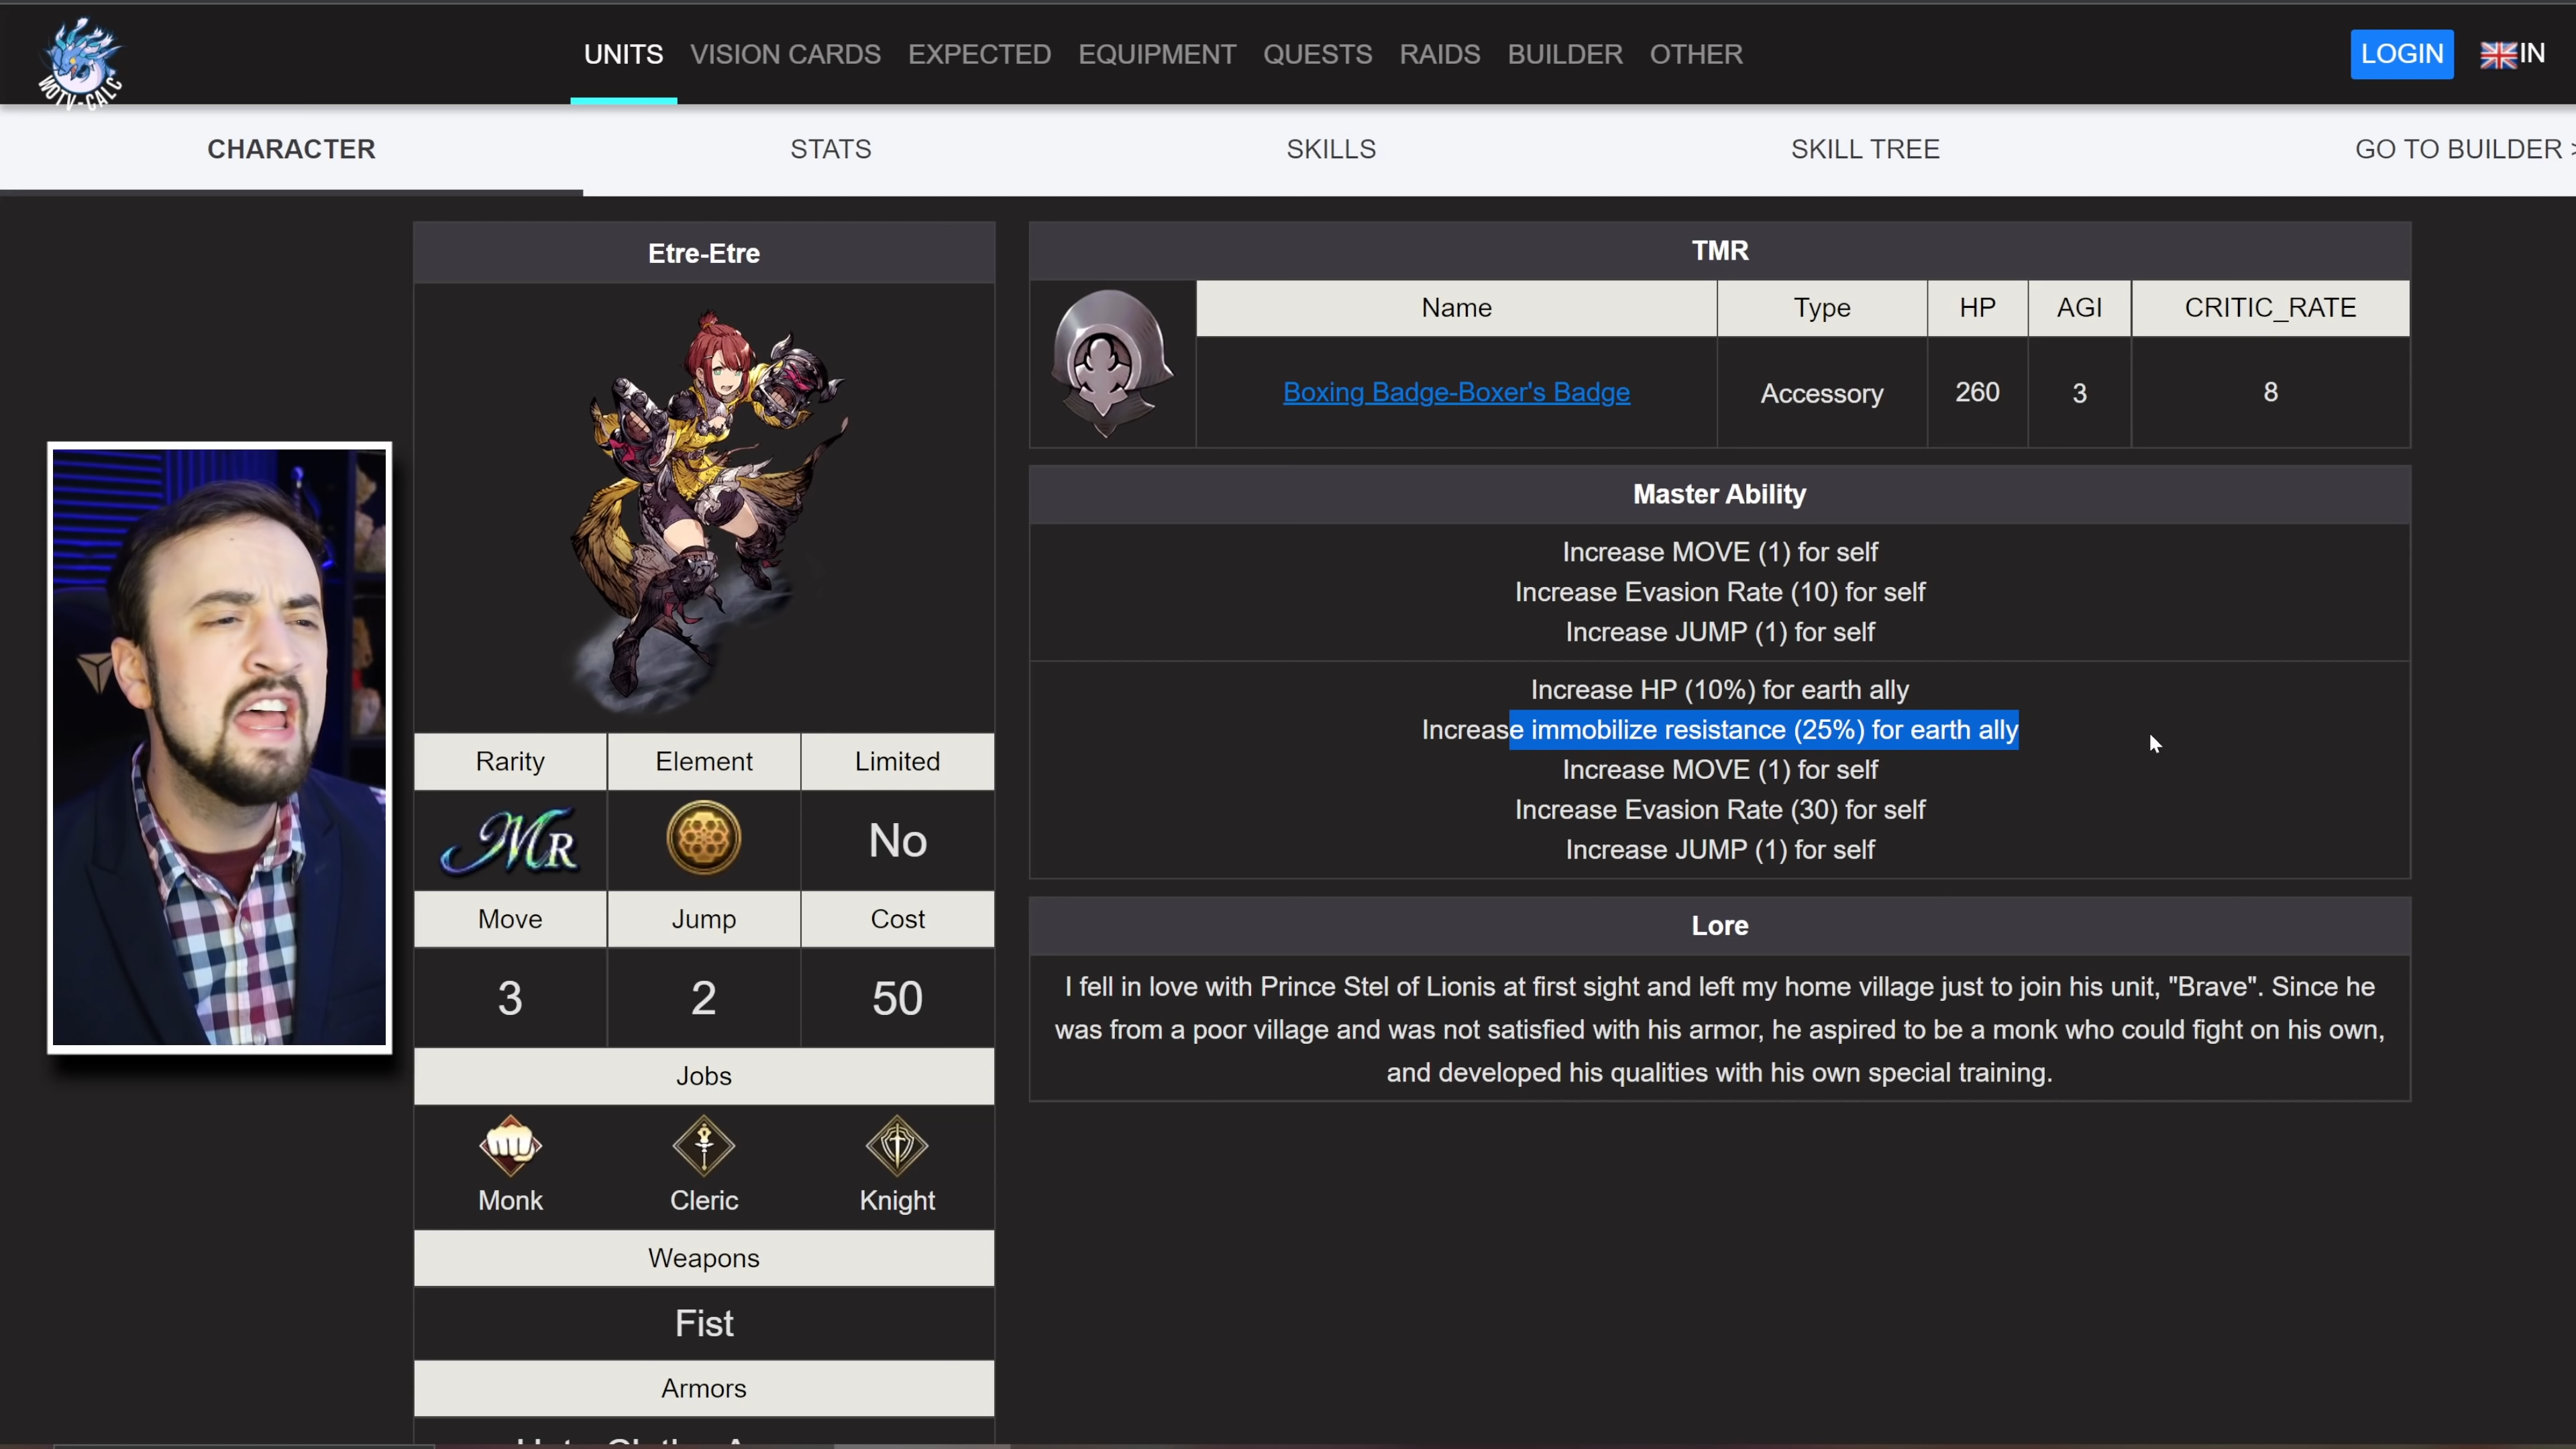 WOTV-CALC
UNITS VISION CARDS EXPECTED EQUIPMENT QUESTS RAIDS BUILDER OTHER
LOGIN IN
CHARACTER STATS SKILLS SKILL TREE GO TO BUILDER >
Etre-Etre
Rarity Element Limited
MR No
Move Jump Cost
3 2 50
Jobs
Monk Cleric Knight
Weapons
Fist
Armors
TMR
Name Type HP AGI CRITIC_RATE
Boxing Badge-Boxer's Badge Accessory 260 3 8
Master Ability
Increase MOVE (1) for self
Increase Evasion Rate (10) for self
Increase JUMP (1) for self
Increase HP (10%) for earth ally
Increase immobilize resistance (25%) for earth ally
Increase MOVE (1) for self
Increase Evasion Rate (30) for self
Increase JUMP (1) for self
Lore
I fell in love with Prince Stel of Lionis at first sight and left my home village just to join his unit, "Brave". Since he
was from a poor village and was not satisfied with his armor, he aspired to be a monk who could fight on his own,
and developed his qualities with his own special training.